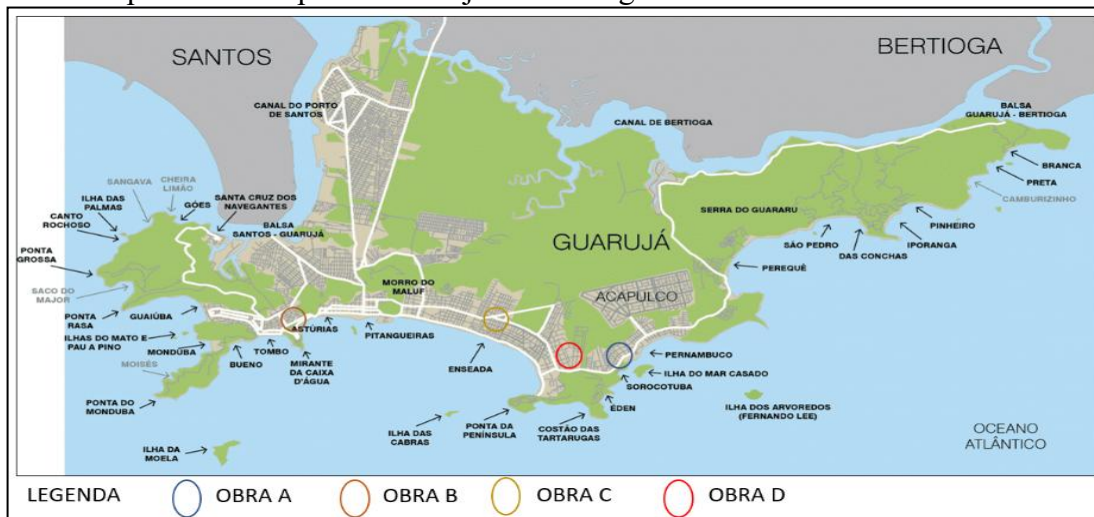 SANTOS
BERTIOGA
CANAL DO PORTO
DE SANTOS
CANAL DE BERTIOGA
BALSA
GUARUJÁ - BERTIOGA
BRANCA
PRETA
CAMBURIZINHO
PINHEIRO
IPORANGA
DAS CONCHAS
SÃO PEDRO
SERRA DO GUARARU
PEREQUÊ
SANGAVA
CHEIRA
LIMÃO
ILHA DAS
PALMAS
GÓES
SANTA CRUZ DOS
NAVEGANTES
CANTO
ROCHOSO
BALSA
SANTOS - GUARUJÁ
PONTA
GROSSA
GUARUJÁ
SACO DO
MAJOR
MORRO DO
MALUF
ACAPULCO
PONTA
RASA
GUAIÚBA
ASTÚRIAS
PITANGUEIRAS
ILHAS DO MATO E
PAU A PINO
MONDÚBA
BUENO
TOMBO
MIRANTE
DA CAIXA
D'ÁGUA
ENSEADA
PERNAMBUCO
ILHA DO MAR CASADO
SOROCOTUBA
MOISÉS
PONTA DO
MONDUBA
ÉDEN
ILHA DOS ARVOREDOS
(FERNANDO LEE)
ILHA DAS
CABRAS
PONTA DA
PENÍNSULA
COSTÃO DAS
TARTARUGAS
OCEANO
ATLÂNTICO
ILHA DA
MOELA
LEGENDA OBRA A OBRA B OBRA C OBRA D